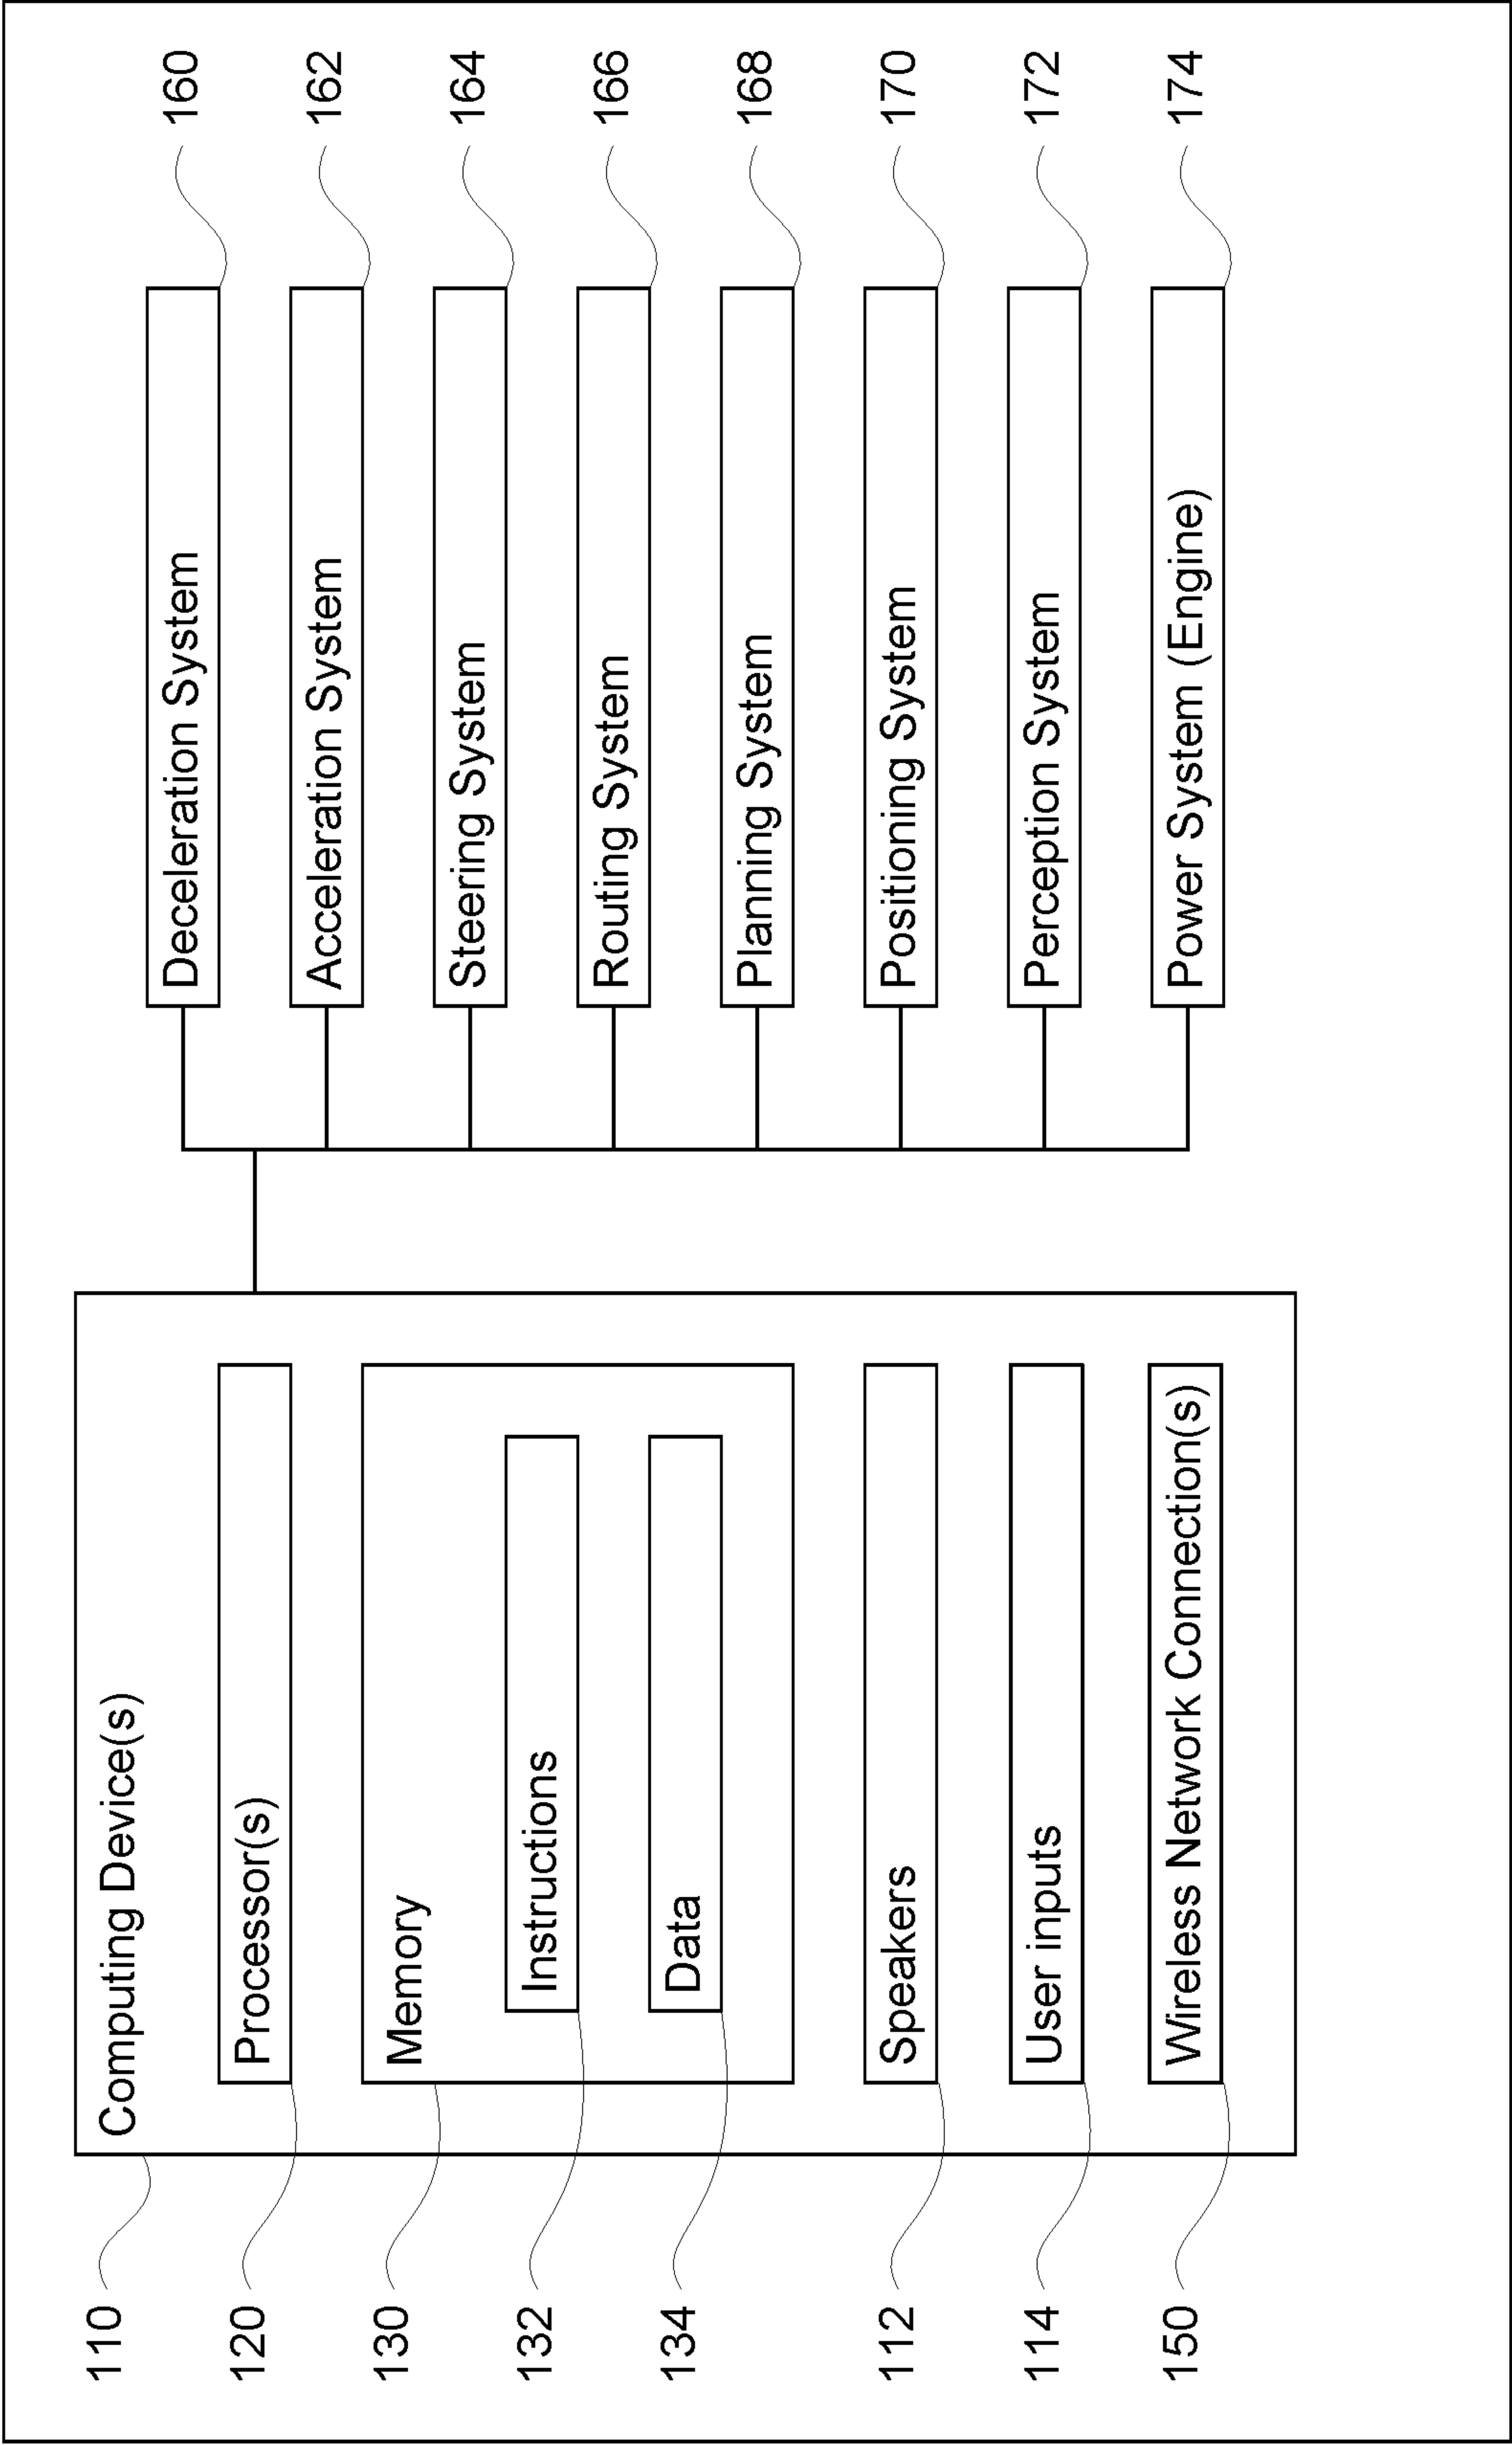 110
Computing Device(s)
120
Processor(s)
130
Memory
132
Instructions
134
Data
112
Speakers
114
User inputs
150
Wireless Network Connection(s)
Deceleration System
160
Acceleration System
162
Steering System
164
Routing System
166
Planning System
168
Positioning System
170
Perception System
172
Power System (Engine)
174